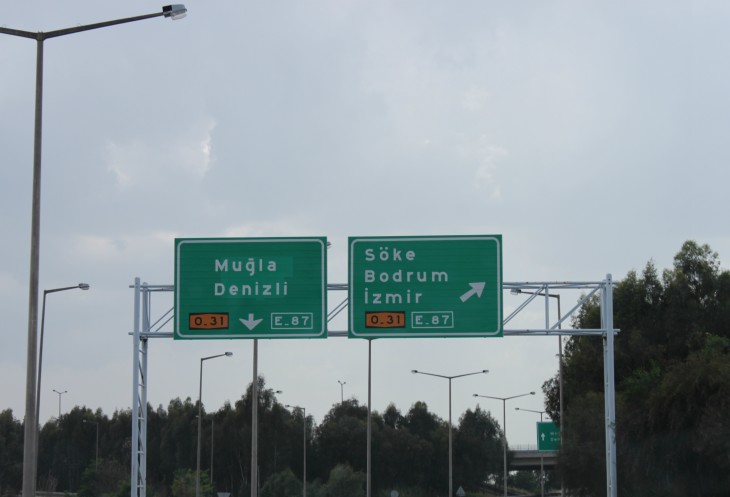 Muğla
Denizli
O.31 E.87
Söke
Bodrum
İzmir
O.31 E.87